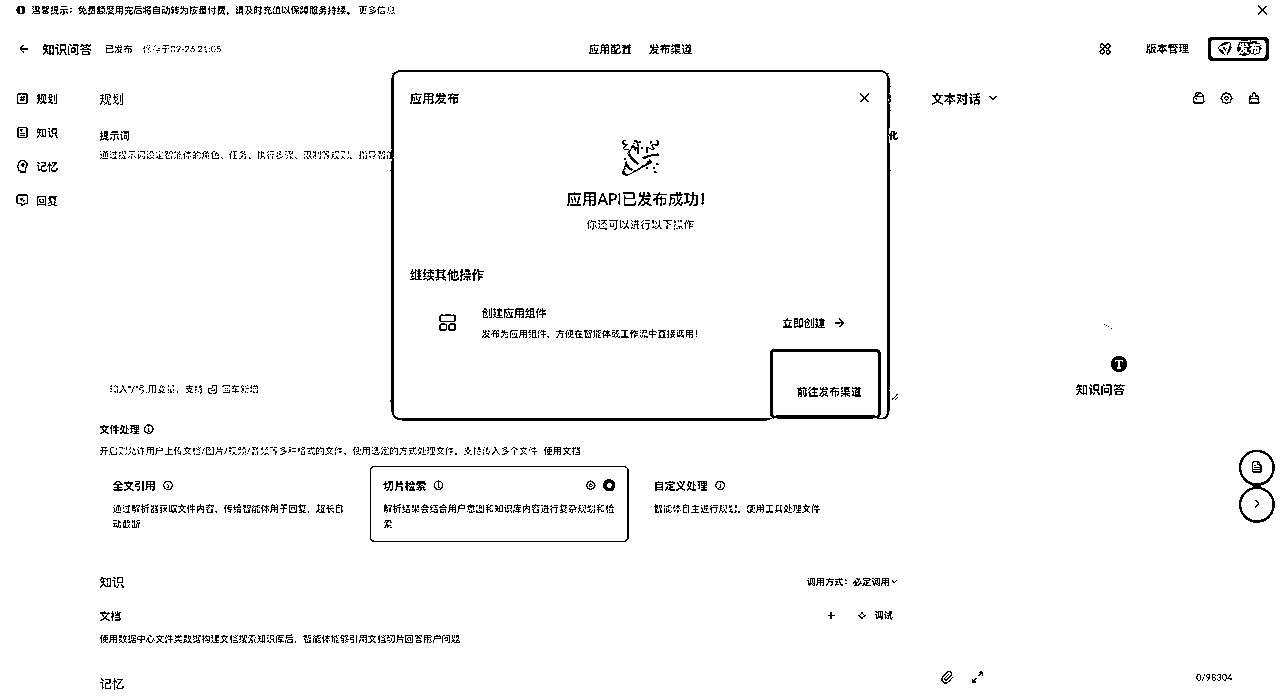 温馨提示：免费额度用完后将自动转为按量付费，请及时充值以保障服务持续。更多信息
知识问答 已发布 保存于02-26 21:05
应用配置 发布渠道
版本管理 发布
规划
知识
记忆
回复
规划
提示词
通过提示词设定智能体的角色、任务、执行步骤、限制等规则，指导智能
化
文本对话
应用发布
应用API已发布成功！
你还可以进行以下操作
继续其他操作
创建应用组件
发布为应用组件，方便在智能体或工作流中直接调用！
立即创建
前往发布渠道
输入"/"引用变量，支持 回车新增
知识问答
文件处理
开启则允许用户上传文档/图片/视频/音频等多种格式的文件，使用选定的方式处理文件，支持传入多个文件 使用文档
全文引用
通过解析器获取文件内容，传给智能体用于回复，超长自
动截断
切片检索
解析结果会结合用户意图和知识库内容进行复杂规划和检
索
自定义处理
智能体自主进行规划，使用工具处理文件
知识
调用方式：必定调用
文档
+ 调试
使用数据中心文件类数据构建文档搜索知识库后，智能体能够引用文档切片回答用户问题
记忆
0/98304